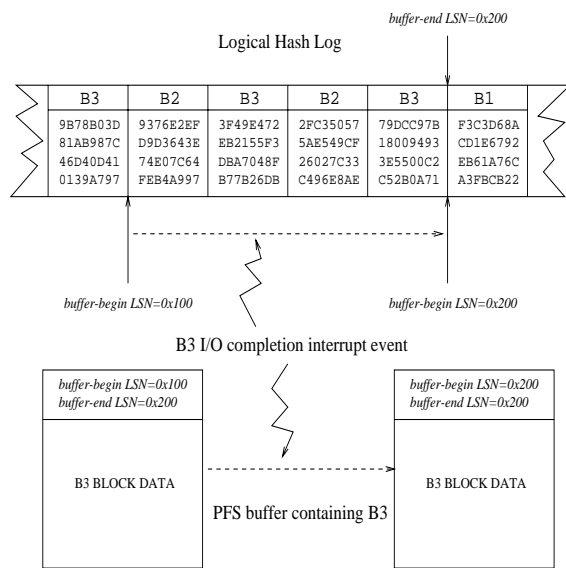 buffer-end LSN=0x200
Logical Hash Log
B3 B2 B3 B2 B3 B1
9B78B03D 9376E2EF 3F49E472 2FC35057 79DCC97B F3C3D68A
81AB987C D9D3643E EB2155F3 5AE549CF 18009493 CD1E6792
46D40D41 74E07C64 DBA7048F 26027C33 3E5500C2 EB61A76C
0139A797 FEB4A997 B77B26DB C496E8AE C52B0A71 A3FBCB22
buffer-begin LSN=0x100 buffer-begin LSN=0x200
B3 I/O completion interrupt event
buffer-begin LSN=0x100 buffer-begin LSN=0x200
buffer-end LSN=0x200 buffer-end LSN=0x200
B3 BLOCK DATA B3 BLOCK DATA
PFS buffer containing B3